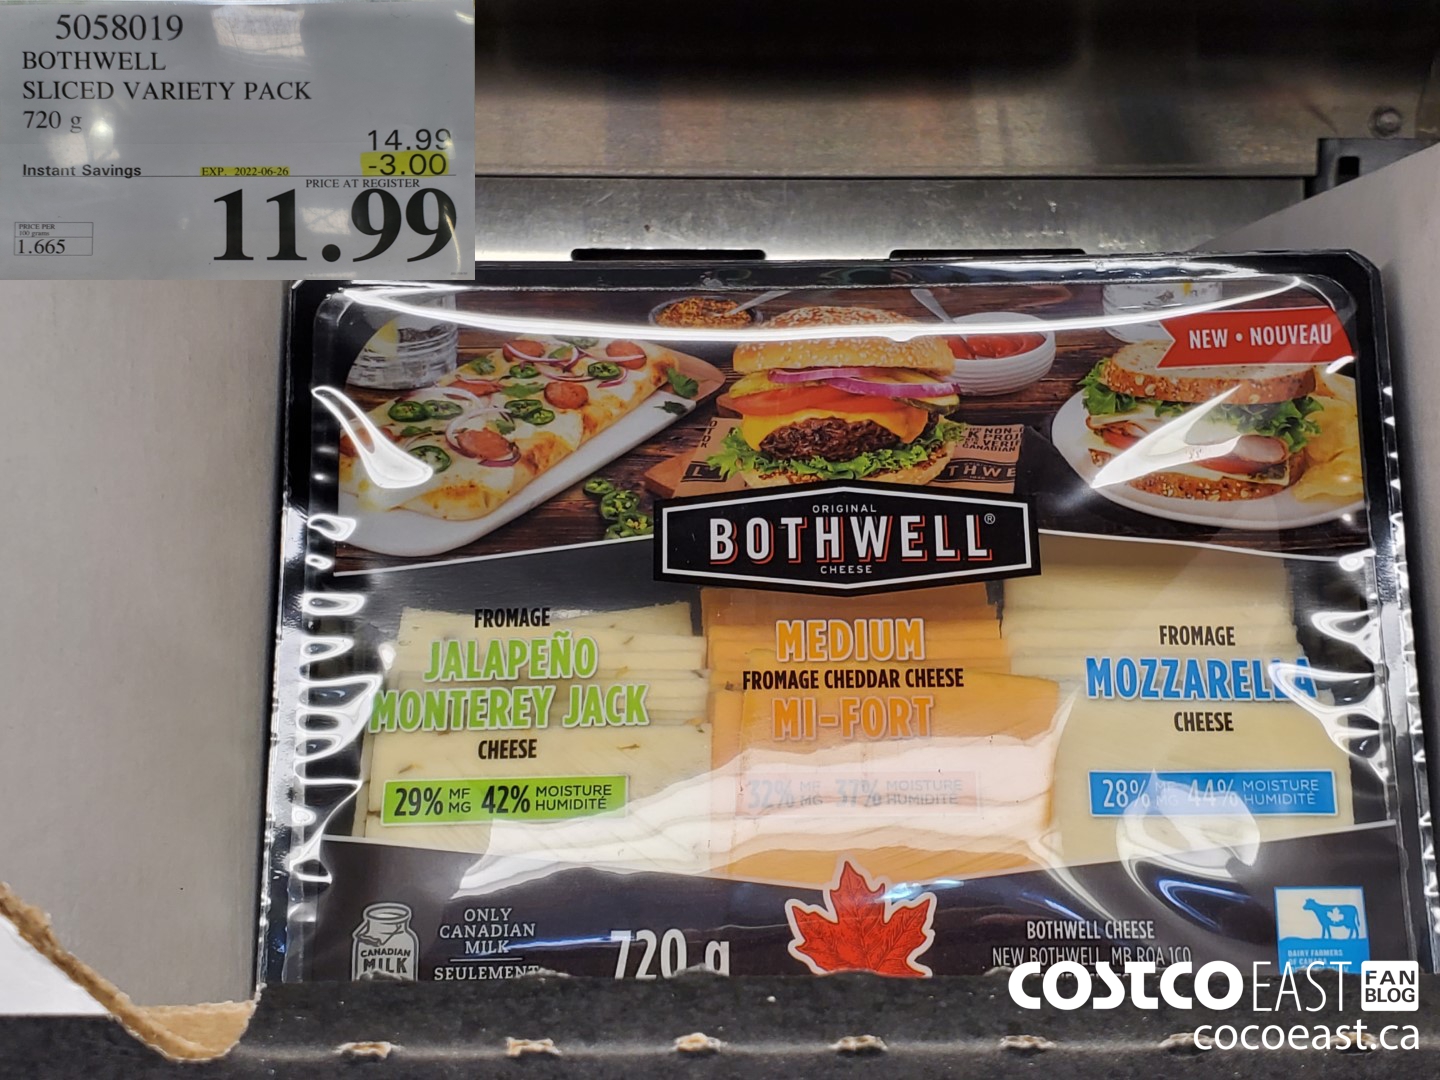 5058019
BOTHWELL
SLICED VARIETY PACK
720 g
14.99
Instant Savings EXP. 2022-06-26 -3.00
PRICE AT REGISTER
11.99
PRICE PER
100 grams
1.665
NEW • NOUVEAU
ORIGINAL
BOTHWELL®
CHEESE
FROMAGE
JALAPEÑO
MONTEREY JACK
CHEESE
29% MF MG 42% MOISTURE HUMIDITÉ
MEDIUM
FROMAGE CHEDDAR CHEESE
MI-FORT
32% MF MG 37% MOISTURE HUMIDITÉ
FROMAGE
MOZZARELLA
CHEESE
28% MF MG 44% MOISTURE HUMIDITÉ
CANADIAN
MILK
ONLY
CANADIAN
MILK
SEULEMENT
720 g
BOTHWELL CHEESE
NEW BOTHWELL, MB R0A 1C0
DAIRY FARMERS
OF CANADA
COSTCO EAST FAN BLOG
cocoeast.ca